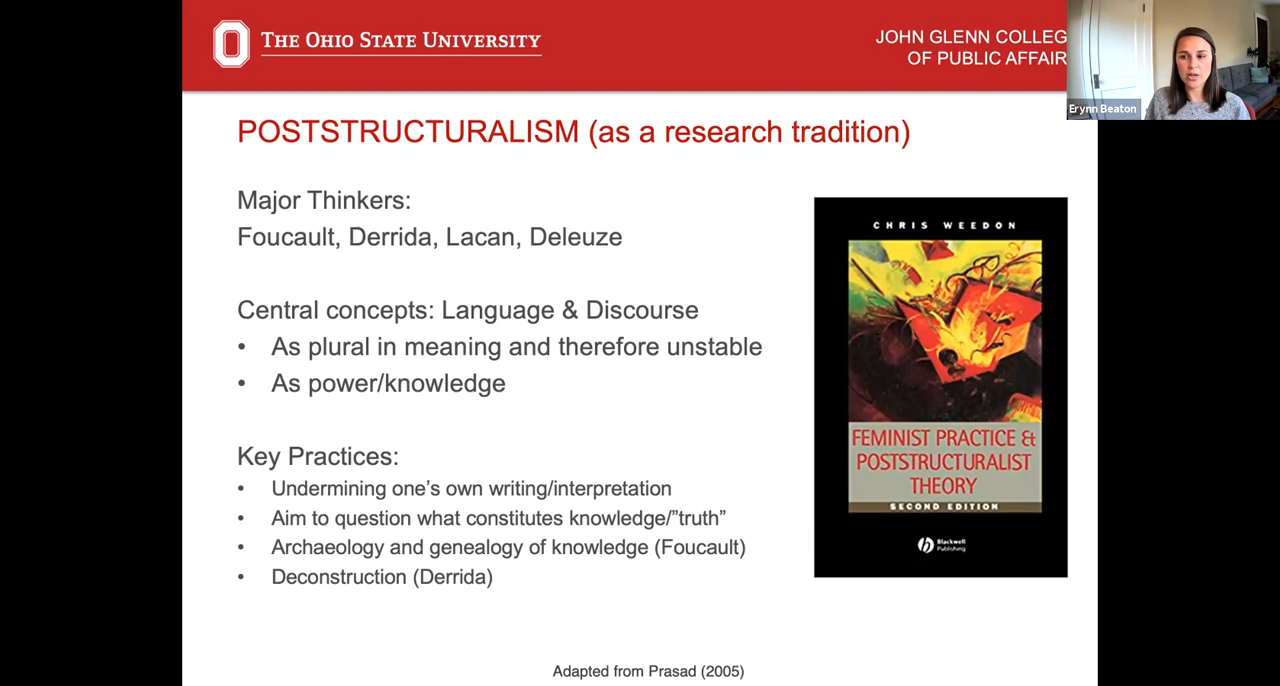 THE OHIO STATE UNIVERSITY
JOHN GLENN COLLEG
OF PUBLIC AFFAIR
Erynn Beaton
POSTSTRUCTURALISM (as a research tradition)
Major Thinkers:
Foucault, Derrida, Lacan, Deleuze
Central concepts: Language & Discourse
• As plural in meaning and therefore unstable
• As power/knowledge
Key Practices:
• Undermining one's own writing/interpretation
• Aim to question what constitutes knowledge/”truth”
• Archaeology and genealogy of knowledge (Foucault)
• Deconstruction (Derrida)
CHRIS WEEDON
FEMINIST PRACTICE &
POSTSTRUCTURALIST
THEORY
SECOND EDITION
b Blackwell
Publishing
Adapted from Prasad (2005)